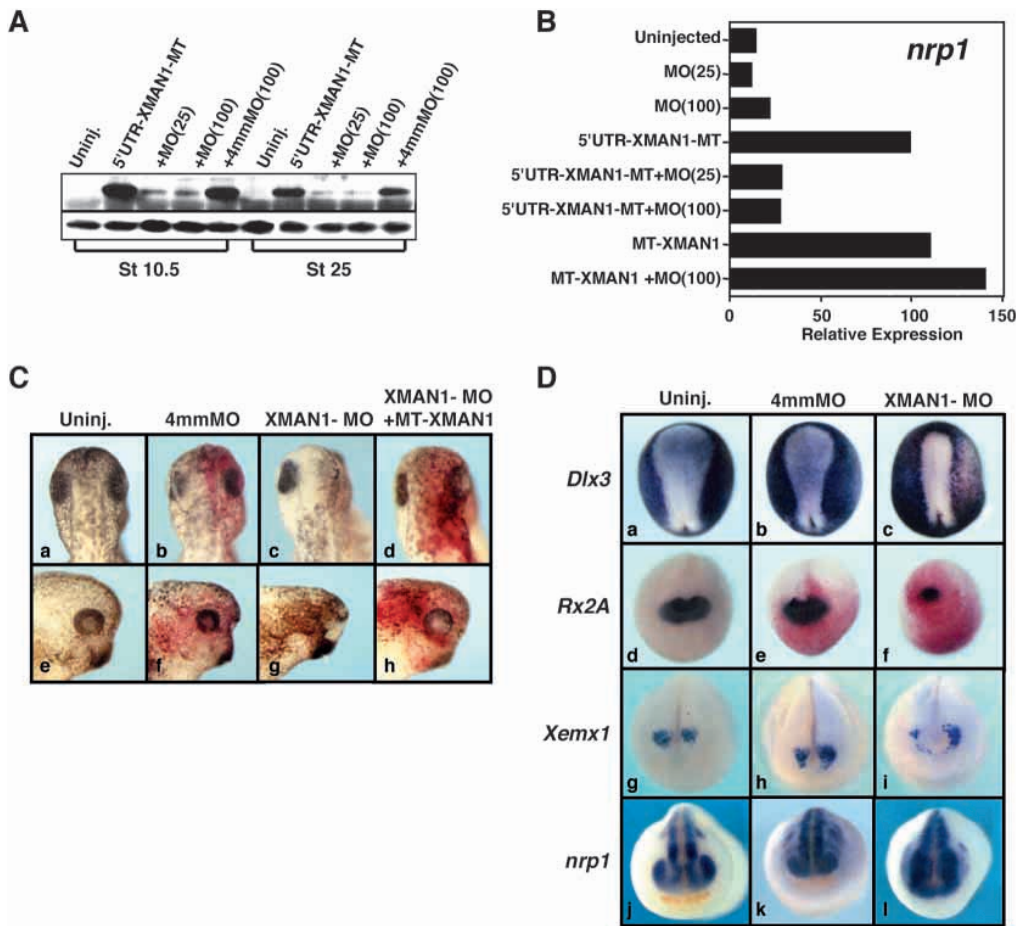 A
Uninj.
5'UTR-XMAN1-MT
+MO(25)
+MO(100)
+4mmMO(100)
Uninj.
5'UTR-XMAN1-MT
+MO(25)
+MO(100)
+4mmMO(100)
St 10.5
St 25
B
nrp1
Uninjected
MO(25)
MO(100)
5'UTR-XMAN1-MT
5'UTR-XMAN1-MT+MO(25)
5'UTR-XMAN1-MT+MO(100)
MT-XMAN1
MT-XMAN1 +MO(100)
0 50 100 150
Relative Expression
C
Uninj.
4mmMO
XMAN1- MO
XMAN1- MO
+MT-XMAN1
a b c d
e f g h
D
Uninj. 4mmMO XMAN1- MO
Dlx3
a b c
Rx2A
d e f
Xemx1
g h i
nrp1
j k l